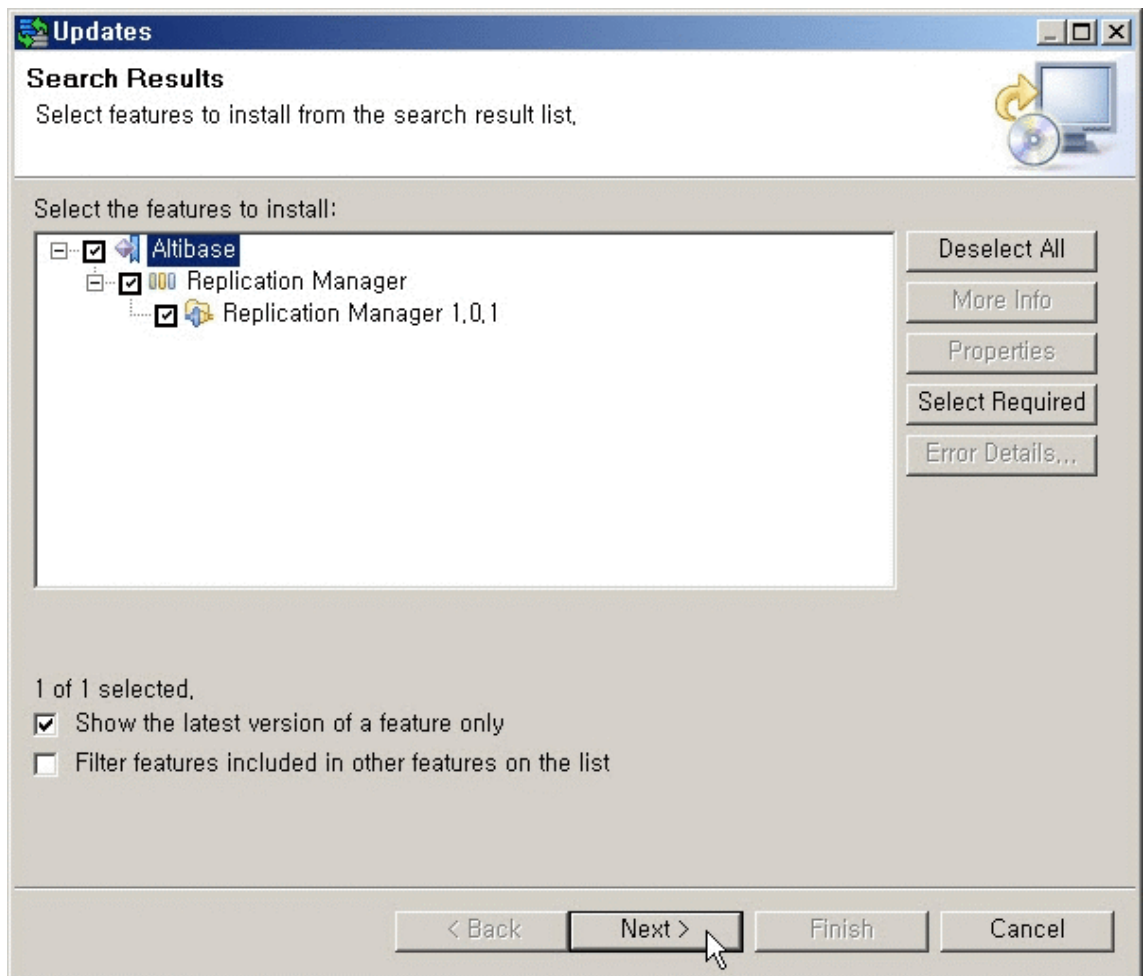 Updates
Search Results
Select features to install from the search result list,
Select the features to install:
Altibase
Replication Manager
Replication Manager 1,0,1
Deselect All
More Info
Properties
Select Required
Error Details,,,
1 of 1 selected,
Show the latest version of a feature only
Filter features included in other features on the list
< Back
Next >
Finish
Cancel